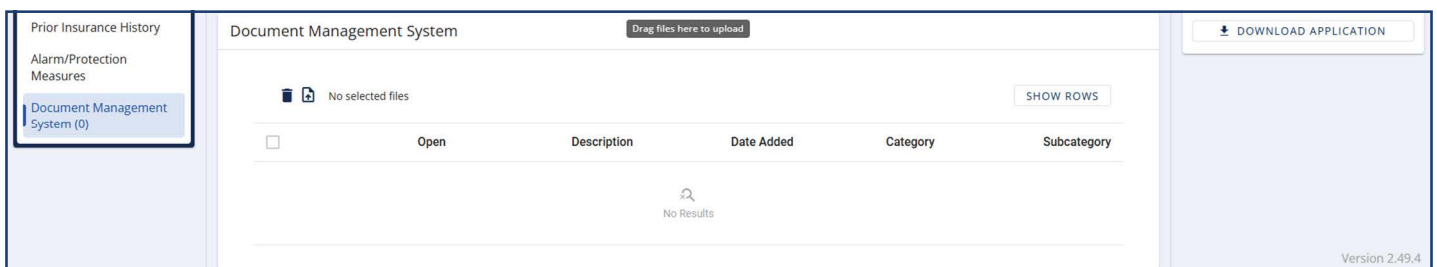 Prior Insurance History
Alarm/Protection
Measures
Document Management
System (0)
Document Management System
Drag files here to upload
No selected files
SHOW ROWS
Open Description Date Added Category Subcategory
No Results
DOWNLOAD APPLICATION
Version 2.49.4